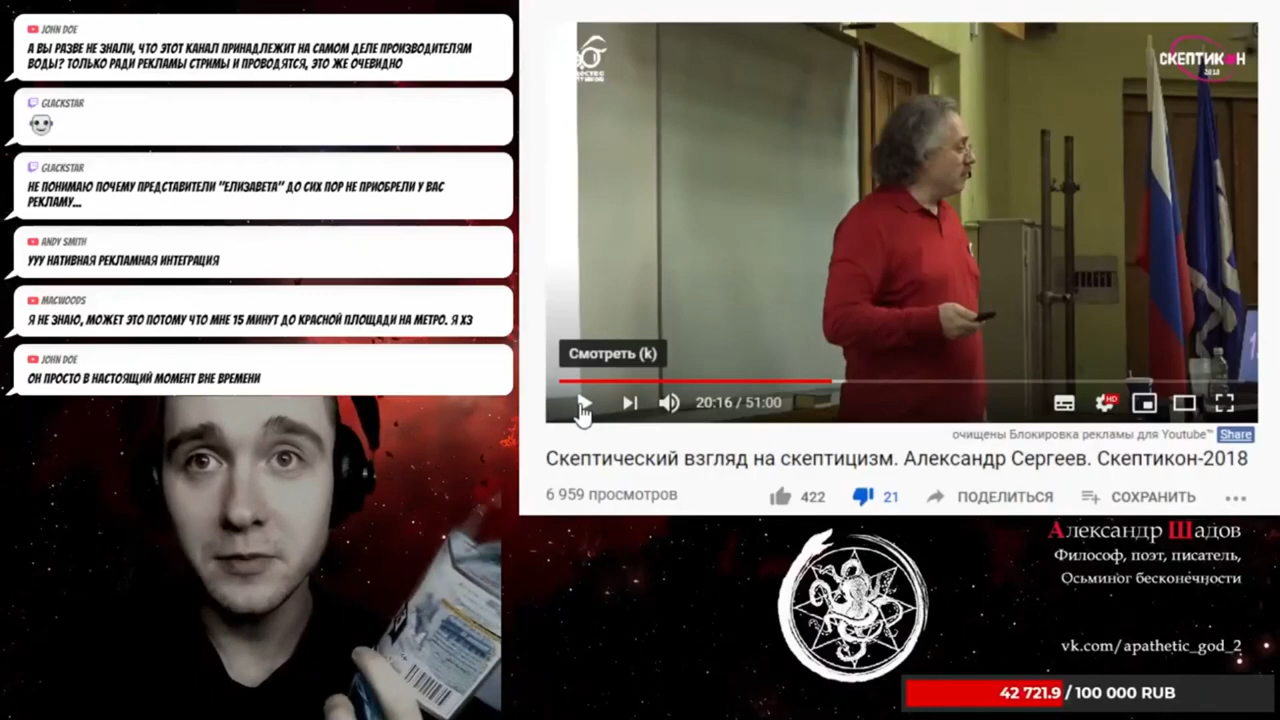 JOHN DOE
А ВЫ РАЗВЕ НЕ ЗНАЛИ, ЧТО ЭТОТ КАНАЛ ПРИНАДЛЕЖИТ НА САМОМ ДЕЛЕ ПРОИЗВОДИТЕЛЯМ
ВОДЫ? ТОЛЬКО РАДИ РЕКЛАМЫ СТРИМЫ И ПРОВОДЯТСЯ, ЭТО ЖЕ ОЧЕВИДНО
GLACKSTAR
GLACKSTAR
НЕ ПОНИМАЮ ПОЧЕМУ ПРЕДСТАВИТЕЛИ "ЕЛИЗАВЕТА" ДО СИХ ПОР НЕ ПРИОБРЕЛИ У ВАС
РЕКЛАМУ...
ANDY SMITH
УУУ НАТИВНАЯ РЕКЛАМНАЯ ИНТЕГРАЦИЯ
MACWOODS
Я НЕ ЗНАЮ, МОЖЕТ ЭТО ПОТОМУ ЧТО МНЕ 15 МИНУТ ДО КРАСНОЙ ПЛОЩАДИ НА МЕТРО. Я ХЗ
JOHN DOE
ОН ПРОСТО В НАСТОЯЩИЙ МОМЕНТ ВНЕ ВРЕМЕНИ
СКЕПТИКОН
2018
Смотреть (k)
20:16 / 51:00
HD
очищены Блокировка рекламы для Youtube™ Share
Скептический взгляд на скептицизм. Александр Сергеев. Скептикон-2018
6 959 просмотров
422
21
ПОДЕЛИТЬСЯ
СОХРАНИТЬ
Александр Шадов
Философ, поэт, писатель,
Осьминог бесконечности
vk.com/apathetic_god_2
42 721.9 / 100 000 RUB